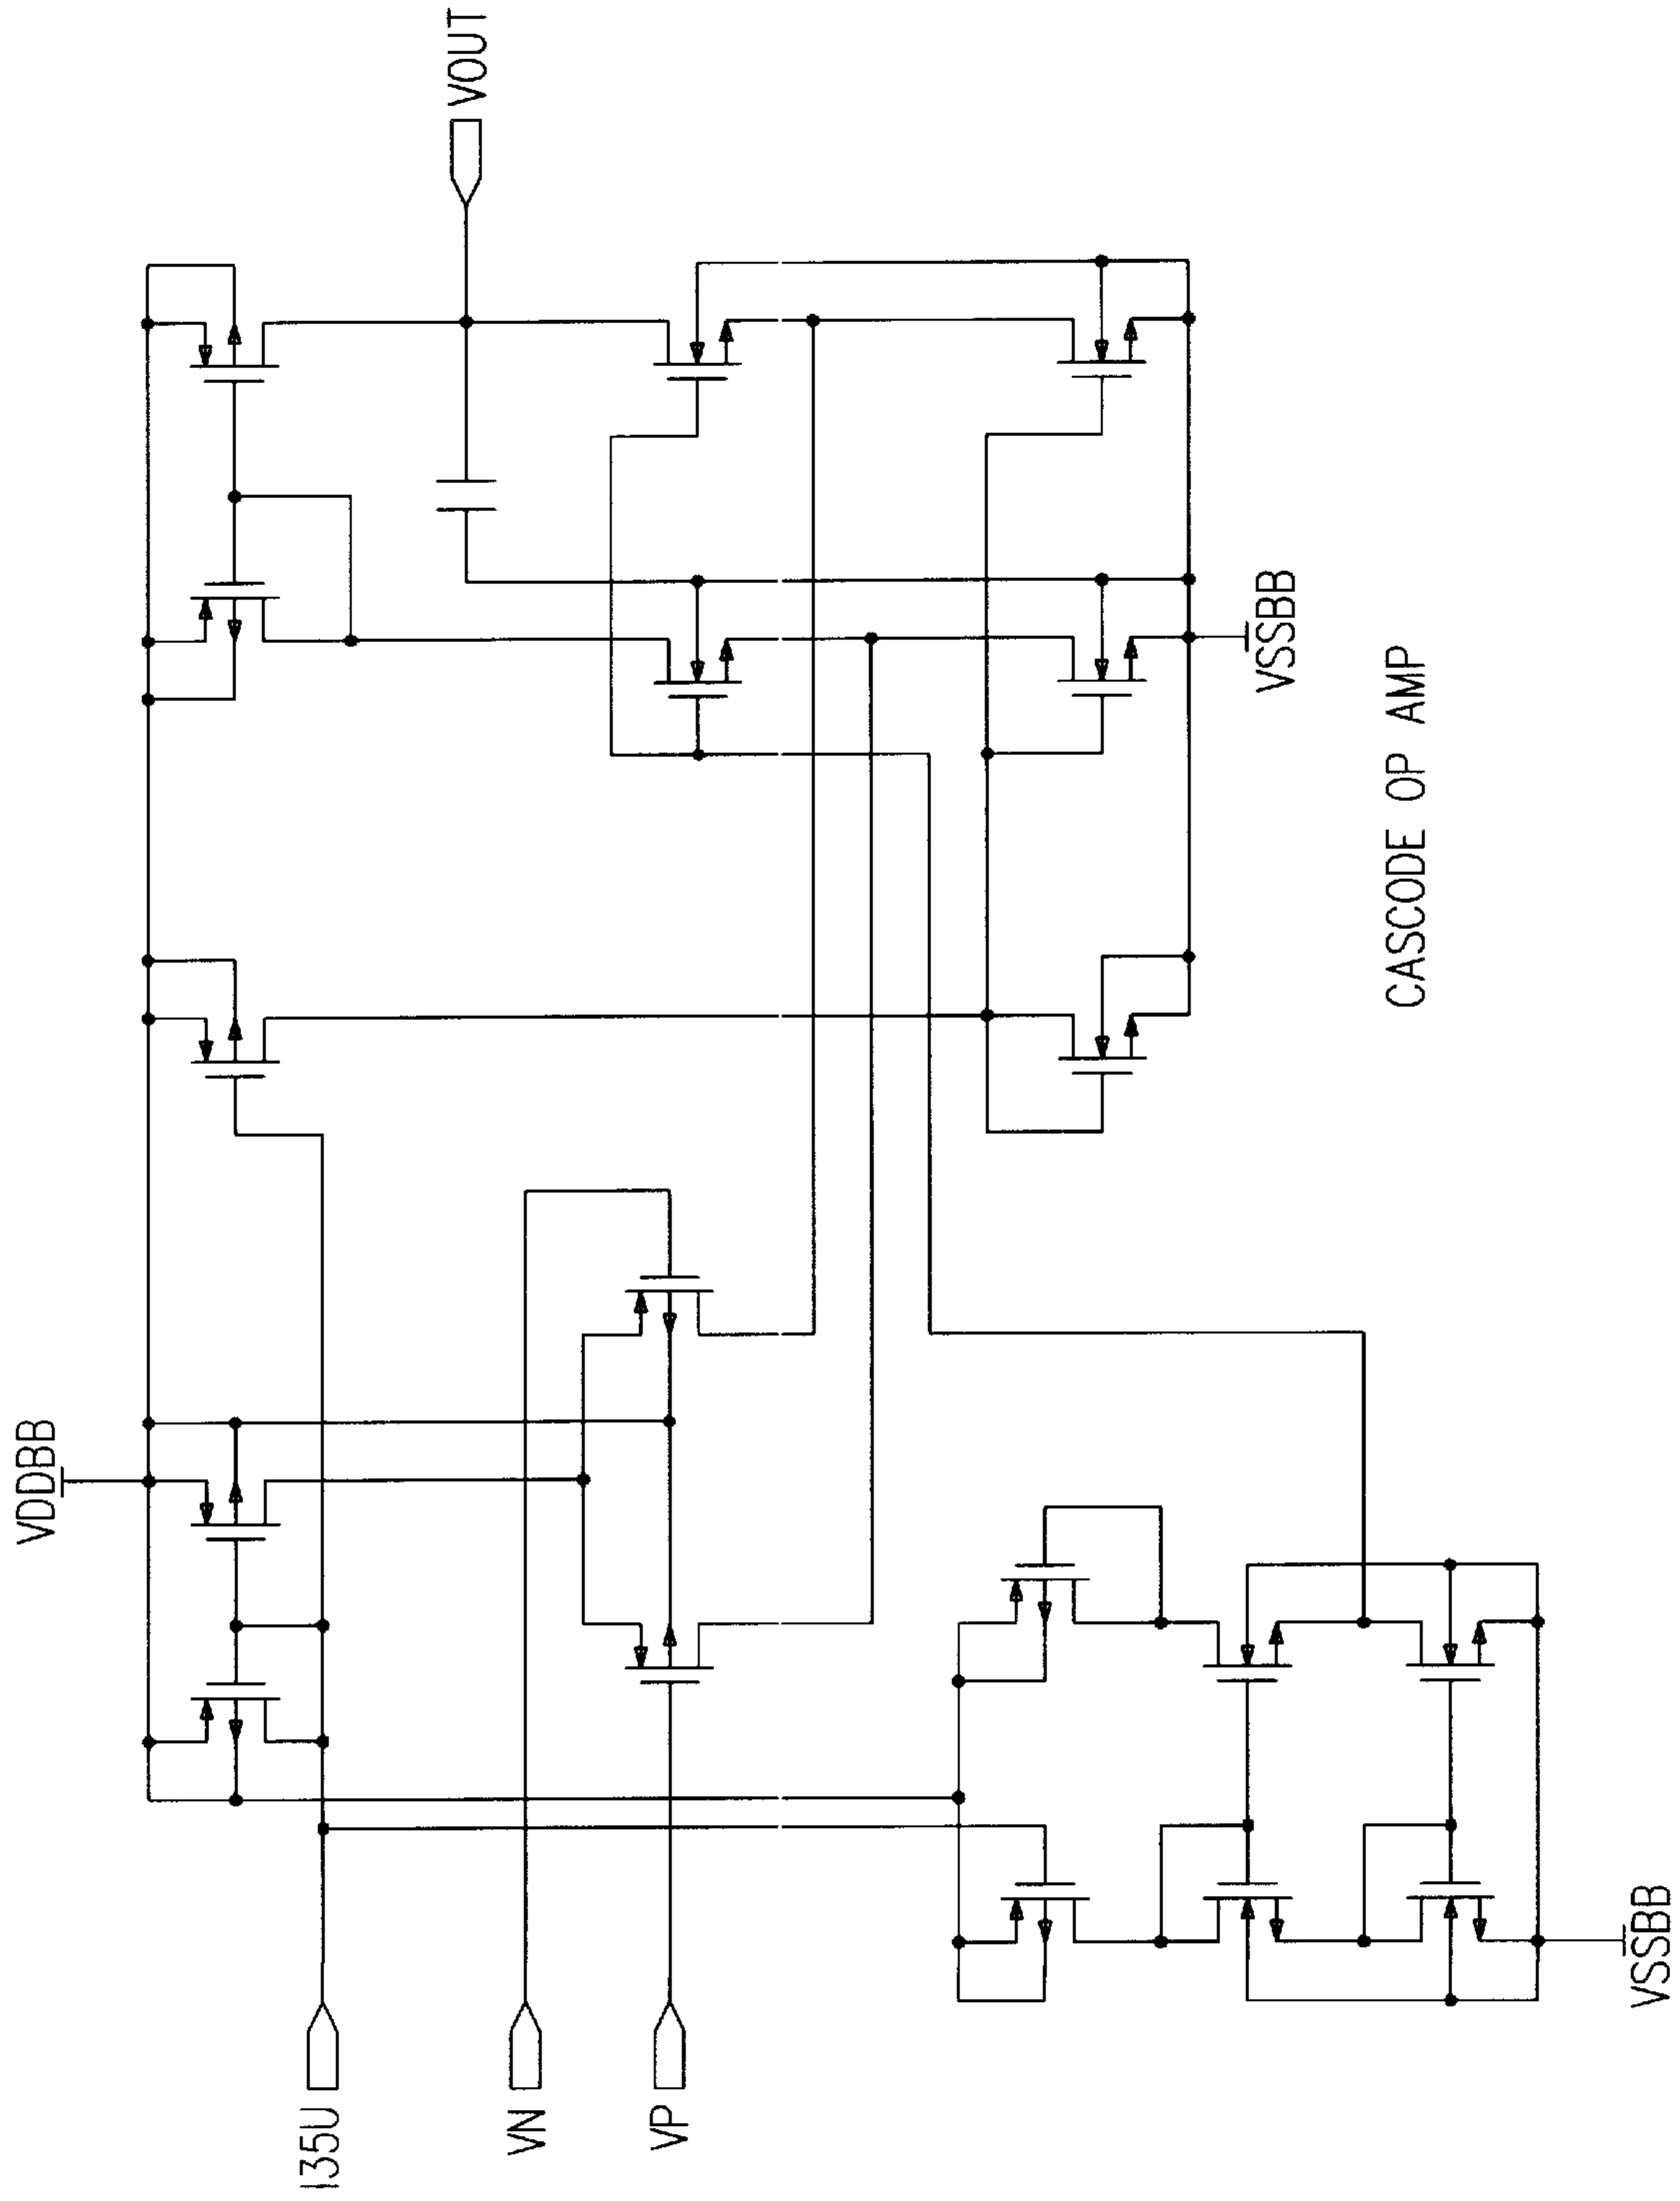 VDDBB
I35U
VN
VP
VOUT
VSSBB
VSSBB
CASCODE OP AMP